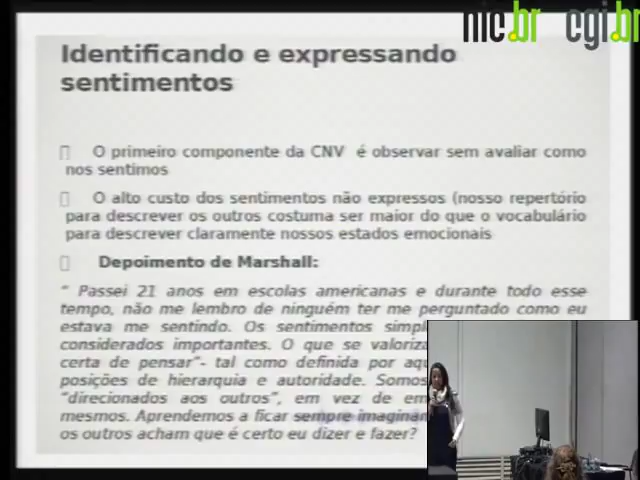 nic.br cgi.br
Identificando e expressando
sentimentos
O primeiro componente da CNV é observar sem avaliar como
nos sentimos
O alto custo dos sentimentos não expressos (nosso repertório
para descrever os outros costuma ser maior do que o vocabulário
para descrever claramente nossos estados emocionais
Depoimento de Marshall:
" Passei 21 anos em escolas americanas e durante todo esse
tempo, não me lembro de ninguém ter me perguntado como eu
estava me sentindo. Os sentimentos simpl
considerados importantes. O que se valoriz
certa de pensar"- tal como definida por aqu
posições de hierarquia e autoridade. Somos
"direcionados aos outros", em vez de em
mesmos. Aprendemos a ficar sempre imaginan
os outros acham que é certo eu dizer e fazer?